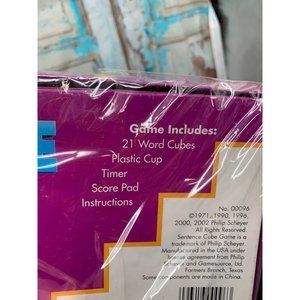 Game Includes:
21 Word Cubes
Plastic Cup
Timer
Score Pad
Instructions
No. 00096
©1971, 1990, 1996,
2000, 2002 Philip Scheyer
All Rights Reserved.
Sentence Cube Game is a
trademark of Philip Scheyer.
Manufactured in the USA under
license agreement from Philip
Scheyer and Gamesource, Ltd.
Farmers Branch, Texas
Some components are made in China.